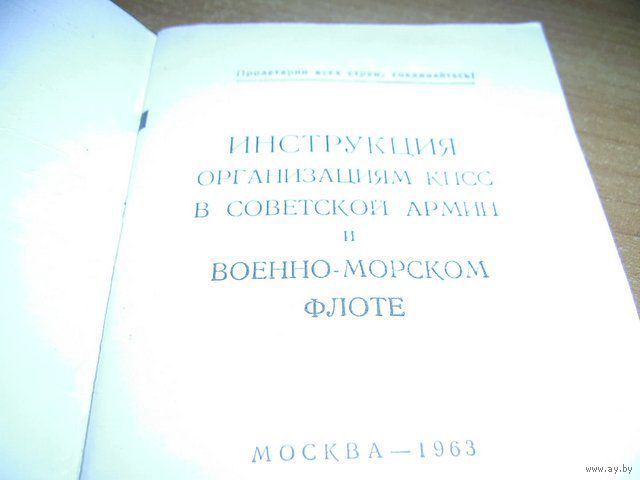 Пролетарии всех стран, соединяйтесь!
ИНСТРУКЦИЯ
ОРГАНИЗАЦИЯМ КПСС
В СОВЕТСКОЙ АРМИИ
И
ВОЕННО-МОРСКОМ
ФЛОТЕ
МОСКВА — 1963
www.ay.by